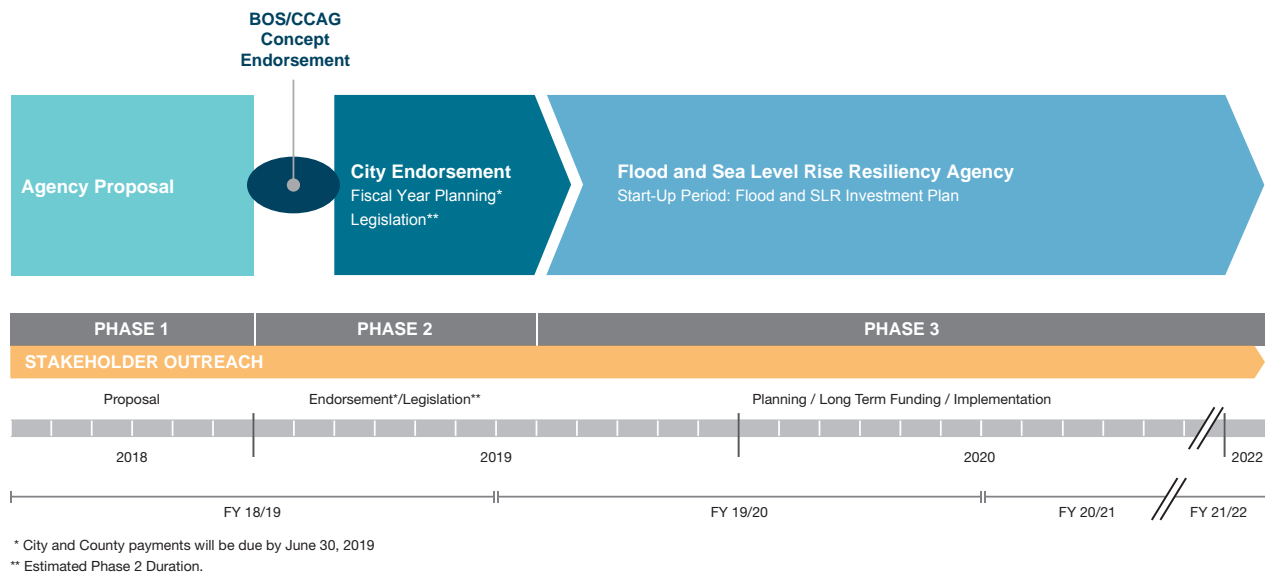 BOS/CCAG
Concept
Endorsement
Agency Proposal
City Endorsement
Fiscal Year Planning*
Legislation**
Flood and Sea Level Rise Resiliency Agency
Start-Up Period: Flood and SLR Investment Plan
PHASE 1
PHASE 2
PHASE 3
STAKEHOLDER OUTREACH
Proposal
Endorsement*/Legislation**
Planning / Long Term Funding / Implementation
2018
2019
2020
2022
FY 18/19
FY 19/20
FY 20/21
FY 21/22
* City and County payments will be due by June 30, 2019
** Estimated Phase 2 Duration.